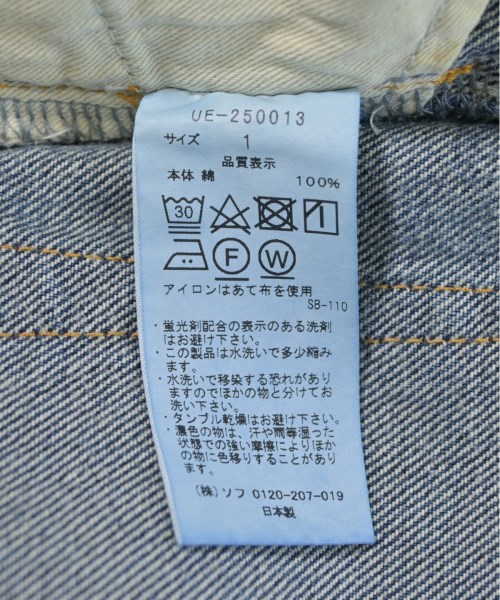 UE-250013
サイズ 1
品質表示
本体 綿 100%
30 1
F W
アイロンはあて布を使用
SB-110
・蛍光剤配合の表示のある洗剤
はお避け下さい。
・この製品は水洗いで多少縮み
ます。
・水洗いで移染する恐れがあり
ますのでほかの物と分けてお
洗い下さい。
・タンブル乾燥はお避け下さい。
・濃色の物は、汗や雨等湿った
状態での強い摩擦によりほか
の物に色移りすることがあり
ます。
(株)ソフ 0120-207-019
日本製